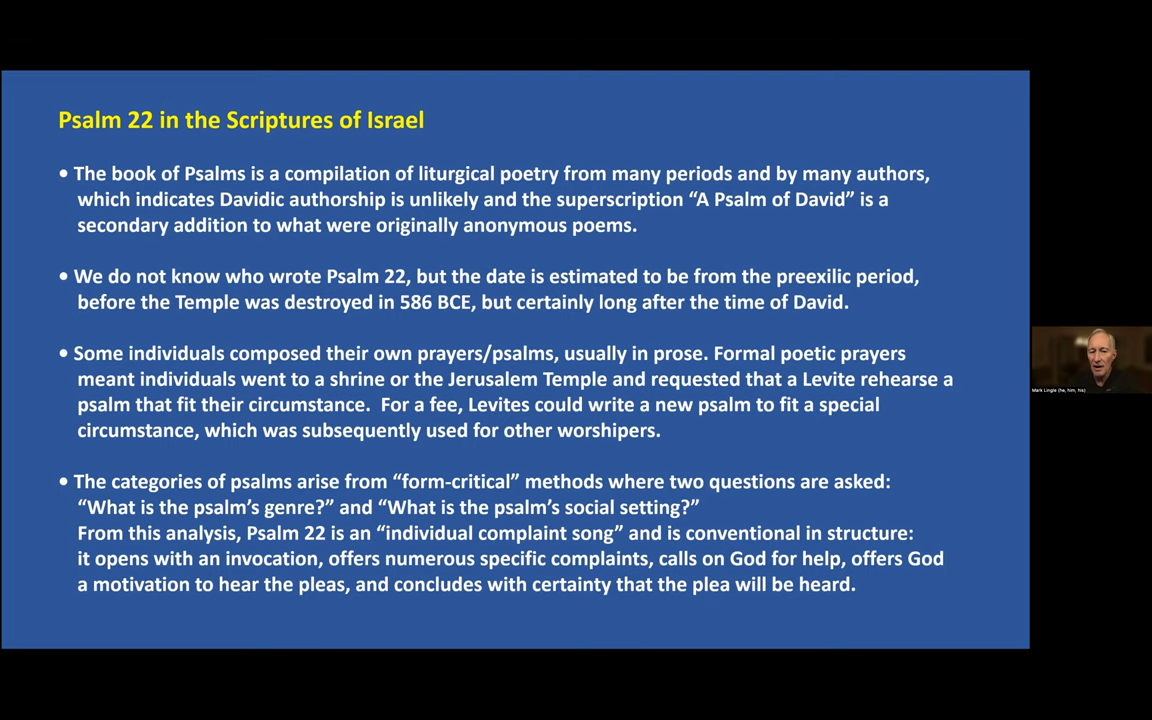 Psalm 22 in the Scriptures of Israel
• The book of Psalms is a compilation of liturgical poetry from many periods and by many authors,
which indicates Davidic authorship is unlikely and the superscription “A Psalm of David” is a
secondary addition to what were originally anonymous poems.
• We do not know who wrote Psalm 22, but the date is estimated to be from the preexilic period,
before the Temple was destroyed in 586 BCE, but certainly long after the time of David.
• Some individuals composed their own prayers/psalms, usually in prose. Formal poetic prayers
meant individuals went to a shrine or the Jerusalem Temple and requested that a Levite rehearse a
psalm that fit their circumstance.  For a fee, Levites could write a new psalm to fit a special
circumstance, which was subsequently used for other worshipers.
• The categories of psalms arise from “form-critical” methods where two questions are asked:
“What is the psalm’s genre?” and “What is the psalm’s social setting?”
From this analysis, Psalm 22 is an “individual complaint song” and is conventional in structure:
it opens with an invocation, offers numerous specific complaints, calls on God for help, offers God
a motivation to hear the pleas, and concludes with certainty that the plea will be heard.
Mark Lingle (he, him, his)